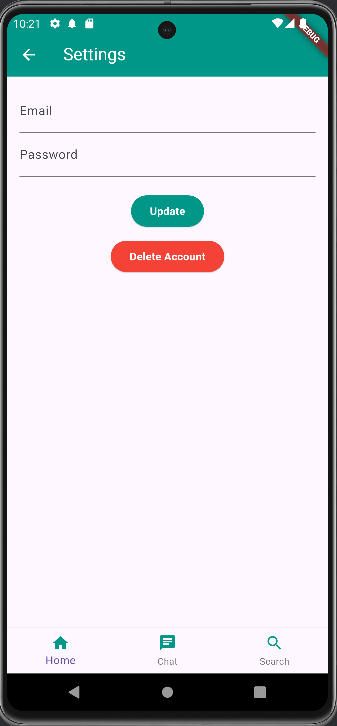 10:21
DEBUG
Settings
Email
Password
Update
Delete Account
Home
Chat
Search